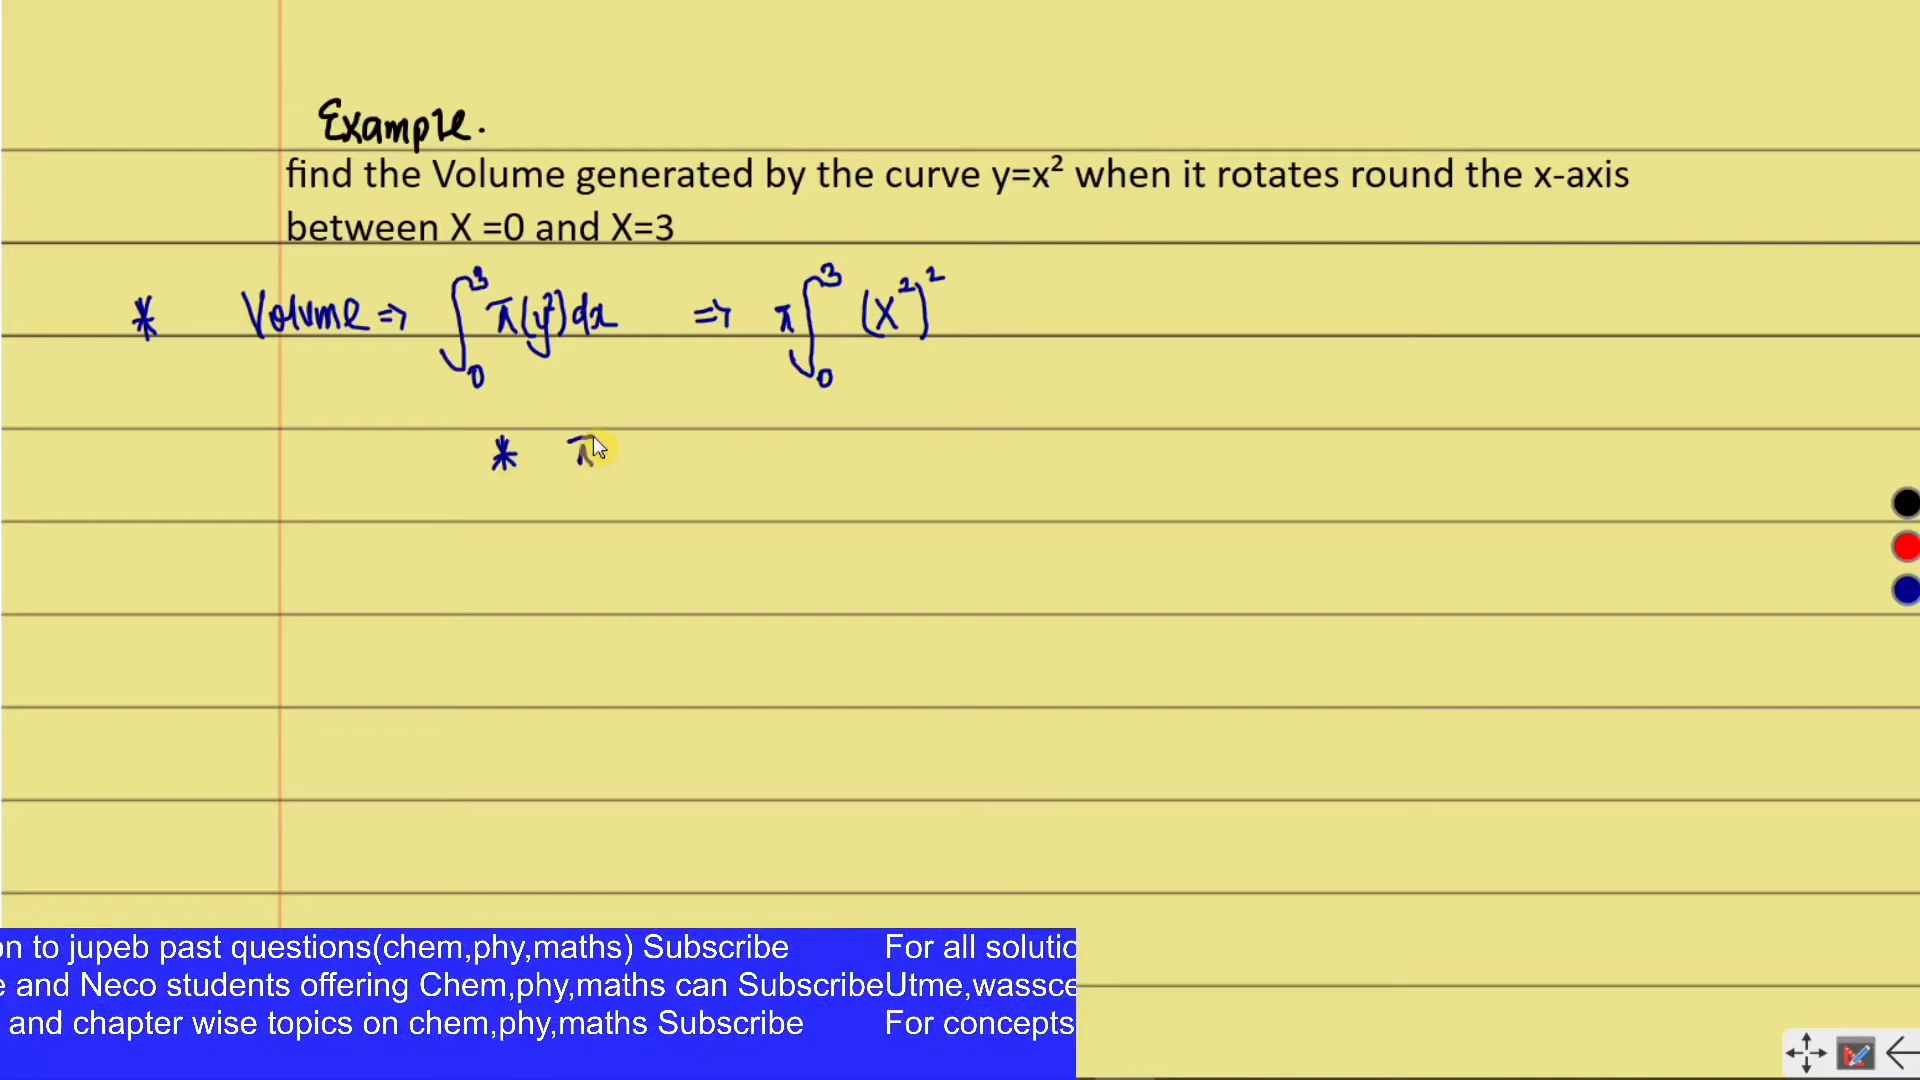 Example.
find the Volume generated by the curve y=x² when it rotates round the x-axis
between X =0 and X=3
* Volume ⇒ ∫₀³ π(y²)dx ⇒ π∫₀³ (x²)²
* π
on to jupeb past questions(chem,phy,maths) Subscribe For all solutio
e and Neco students offering Chem,phy,maths can SubscribeUtme,wassce
and chapter wise topics on chem,phy,maths Subscribe For concepts